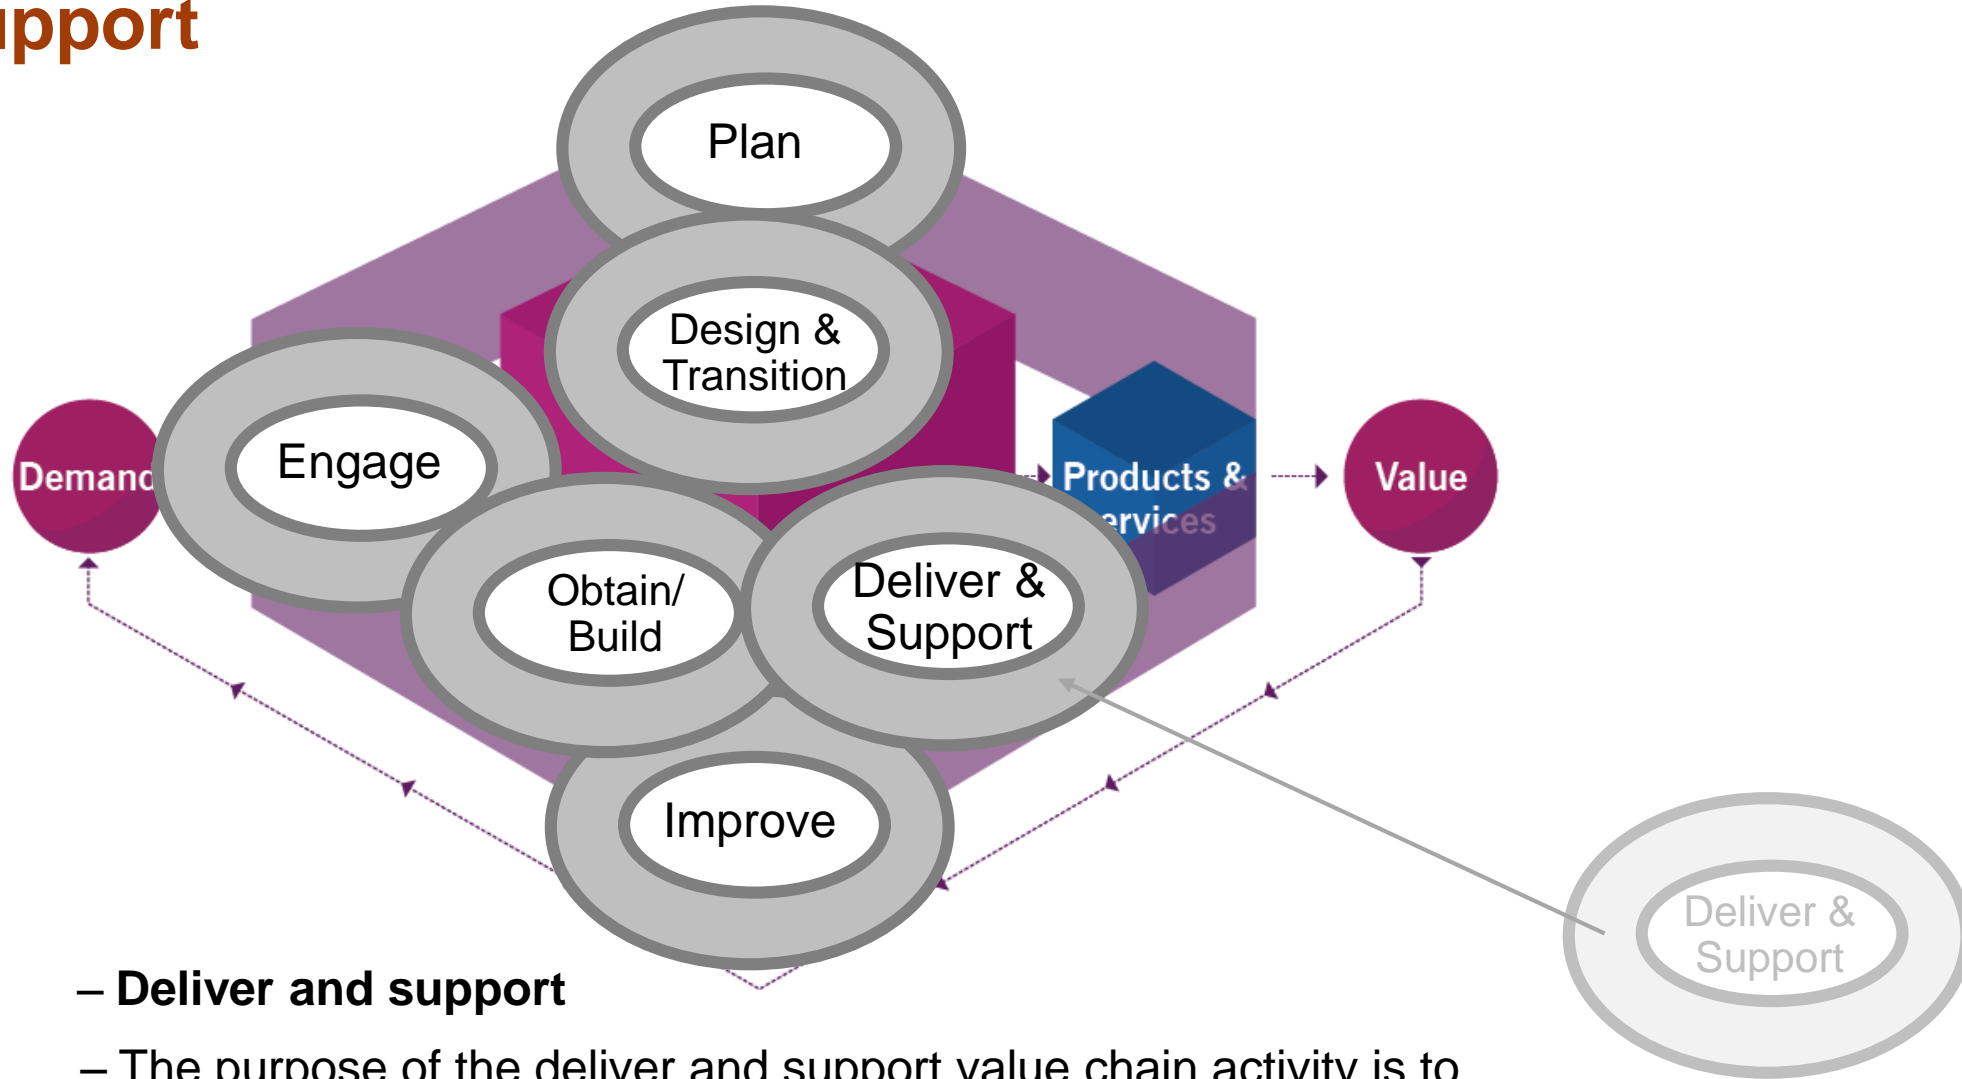 upport
Plan
Design &
Transition
Engage
Demand
Products &
ervices
Value
Obtain/
Build
Deliver &
Support
Improve
Deliver &
Support
– Deliver and support
– The purpose of the deliver and support value chain activity is to